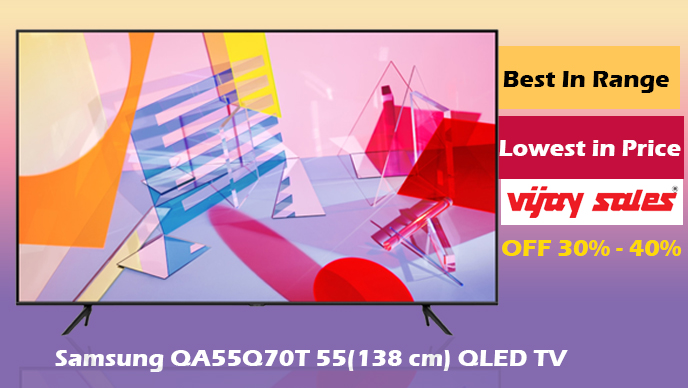 Best In Range
Lowest in Price
vijay sales
OFF 30% - 40%
Samsung QA55Q70T 55(138 cm) QLED TV